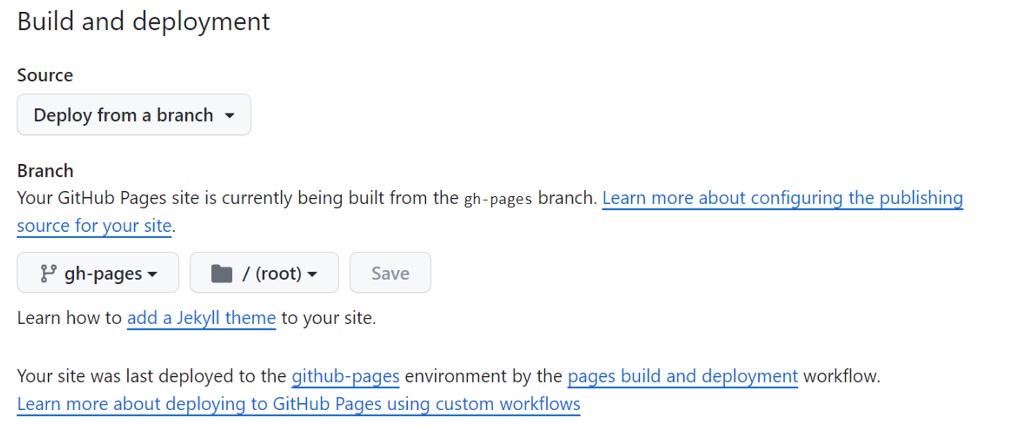 Build and deployment
Source
Deploy from a branch
Branch
Your GitHub Pages site is currently being built from the gh-pages branch. Learn more about configuring the publishing
source for your site.
gh-pages / (root) Save
Learn how to add a Jekyll theme to your site.
Your site was last deployed to the github-pages environment by the pages build and deployment workflow.
Learn more about deploying to GitHub Pages using custom workflows